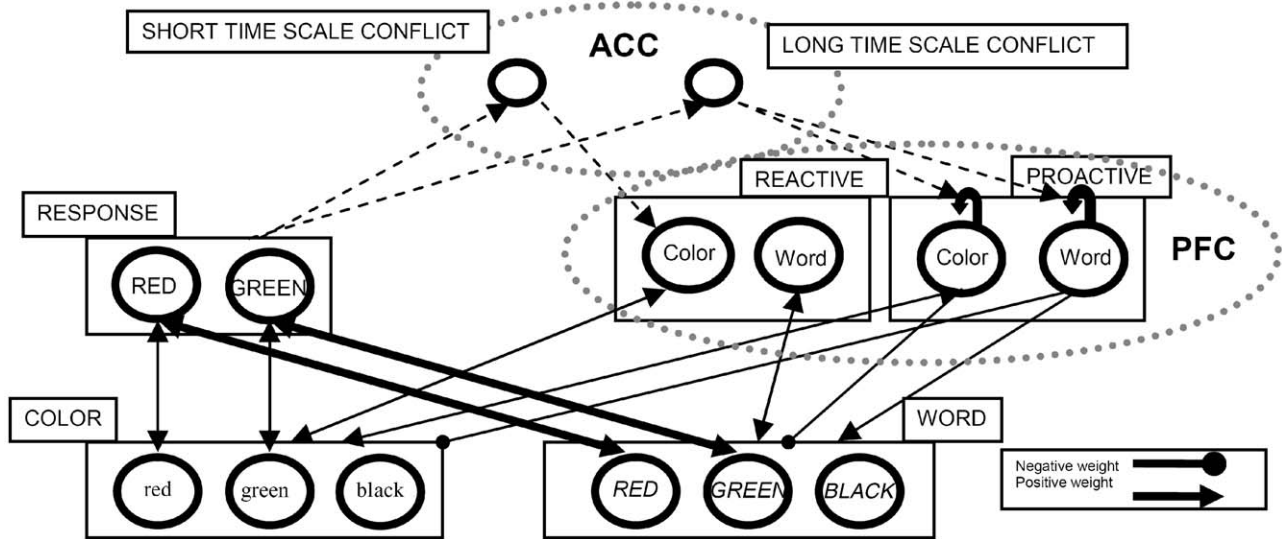 SHORT TIME SCALE CONFLICT
ACC
LONG TIME SCALE CONFLICT
REACTIVE
PROACTIVE
RESPONSE
RED
GREEN
Color
Word
Color
Word
PFC
COLOR
WORD
red
green
black
RED
GREEN
BLACK
Negative weight
Positive weight